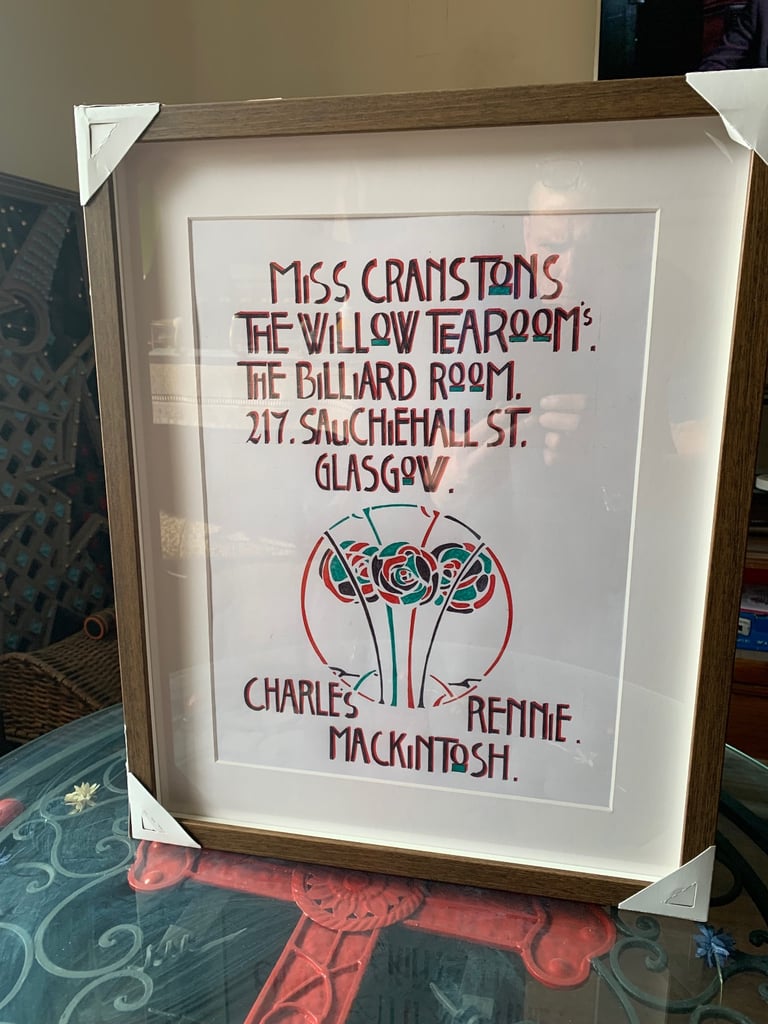 MISS CRANSTONS
THE WILLOW TEAROOM's.
THE BILLIARD ROOM.
217. SAUCHIEHALL ST.
GLASGOW.
CHARLES RENNIE.
MACKINTOSH.